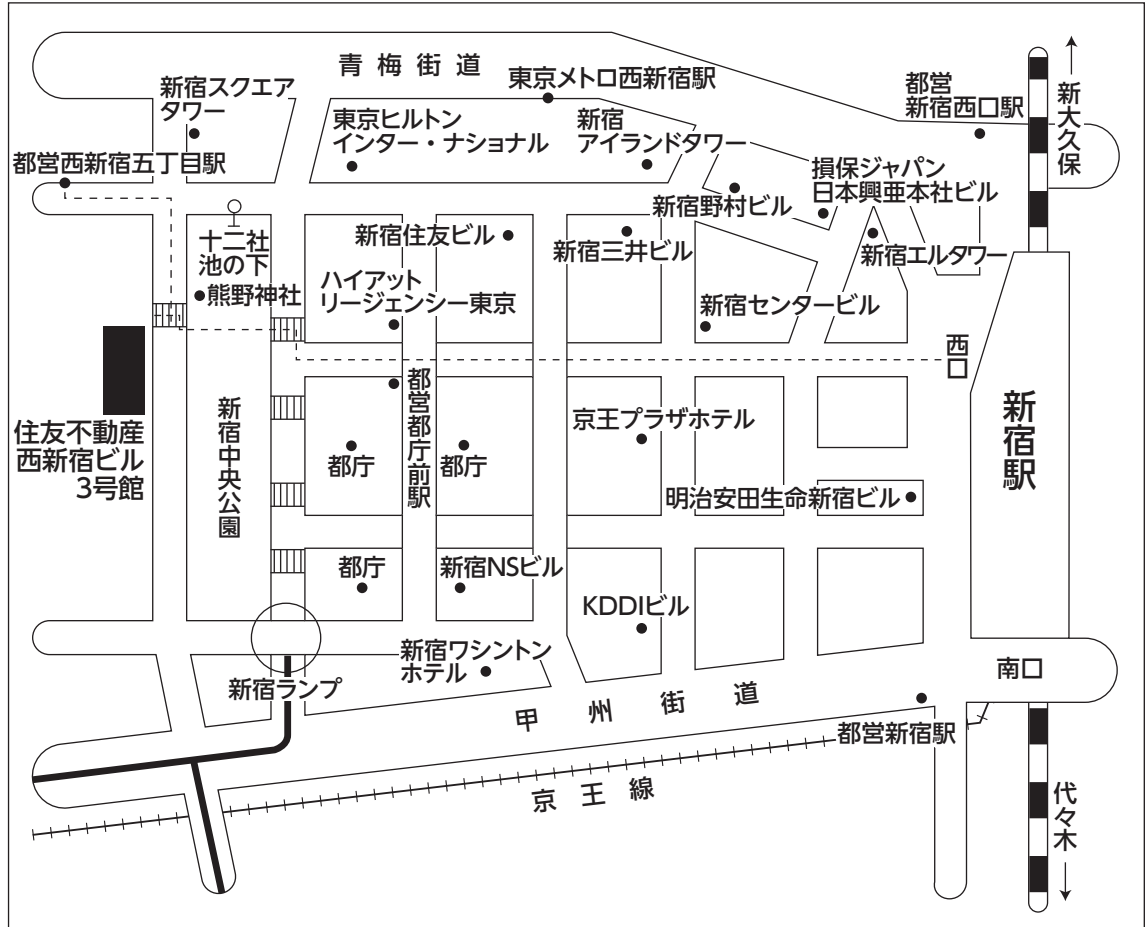 青梅街道
新宿スクエア
タワー
東京メトロ西新宿駅
都営
新宿西口駅
新大久保
東京ヒルトン
インター・ナショナル
新宿
アイランドタワー
都営西新宿五丁目駅
損保ジャパン
日本興亜本社ビル
新宿野村ビル
十二社
池の下
新宿住友ビル
新宿三井ビル
新宿エルタワー
熊野神社
ハイアット
リージェンシー東京
新宿センタービル
西口
都営都庁前駅
新宿駅
住友不動産
西新宿ビル
3号館
新宿中央公園
都庁
都庁
京王プラザホテル
明治安田生命新宿ビル
都庁
新宿NSビル
KDDIビル
新宿ワシントン
ホテル
新宿ランプ
南口
甲州街道
都営新宿駅
京王線
代々木